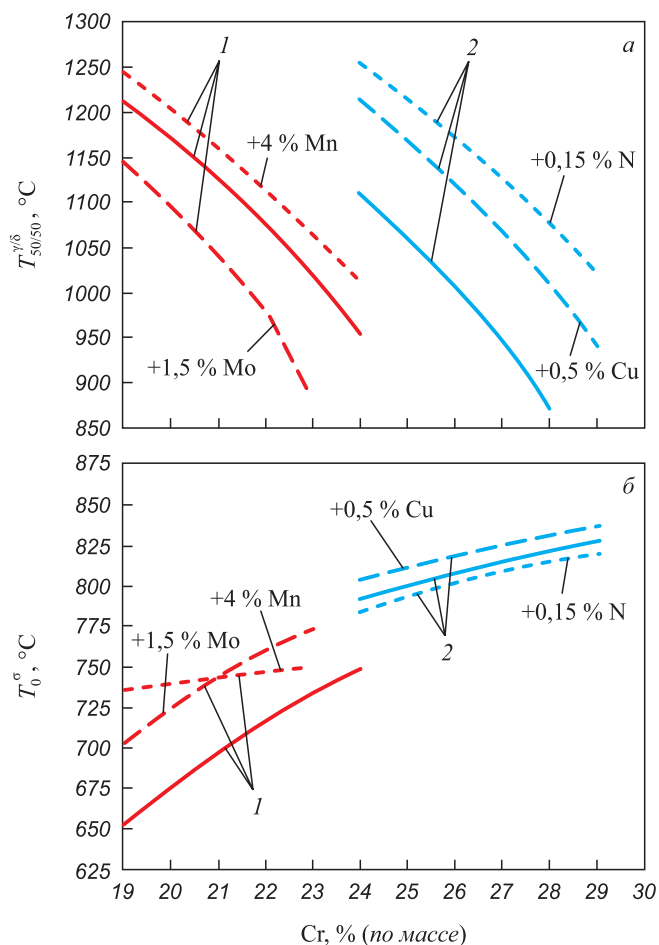 1300
1250
1200
1150
1100
1050
1000
950
900
850
T γ/δ 50/50, °C
1
2
а
+4 % Mn
+0,15 % N
+1,5 % Mo
+0,5 % Cu
875
850
825
800
775
750
725
700
675
650
625
T σ 0, °C
б
+0,5 % Cu
+4 % Mn
+0,15 % N
+1,5 % Mo
2
1
19 20 21 22 23 24 25 26 27 28 29 30
Cr, % (по массе)